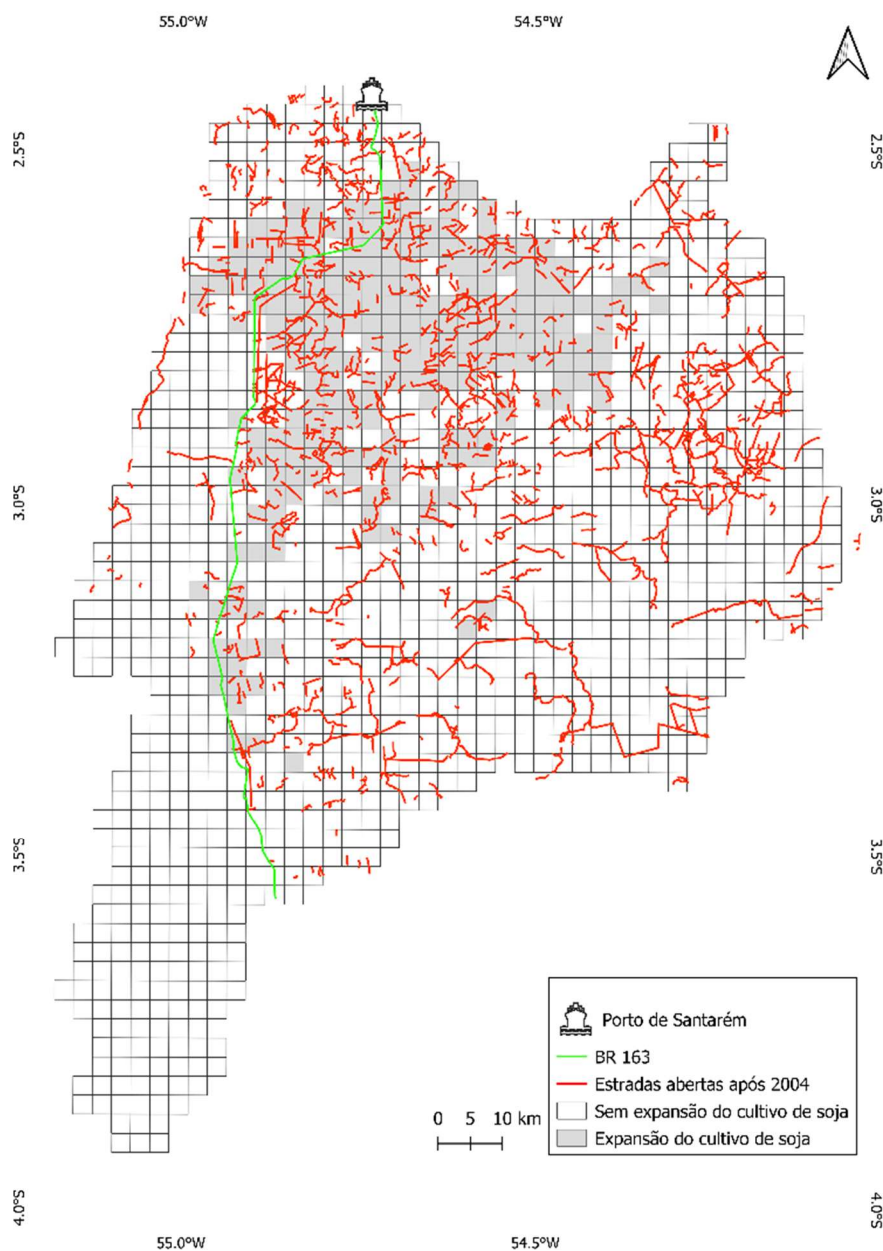 55.0°W 54.5°W
2.5°S 2.5°S
3.0°S 3.0°S
3.5°S 3.5°S
Porto de Santarém
BR 163
Estradas abertas após 2004
Sem expansão do cultivo de soja
Expansão do cultivo de soja
0 5 10 km
4.0°S 4.0°S
55.0°W 54.5°W